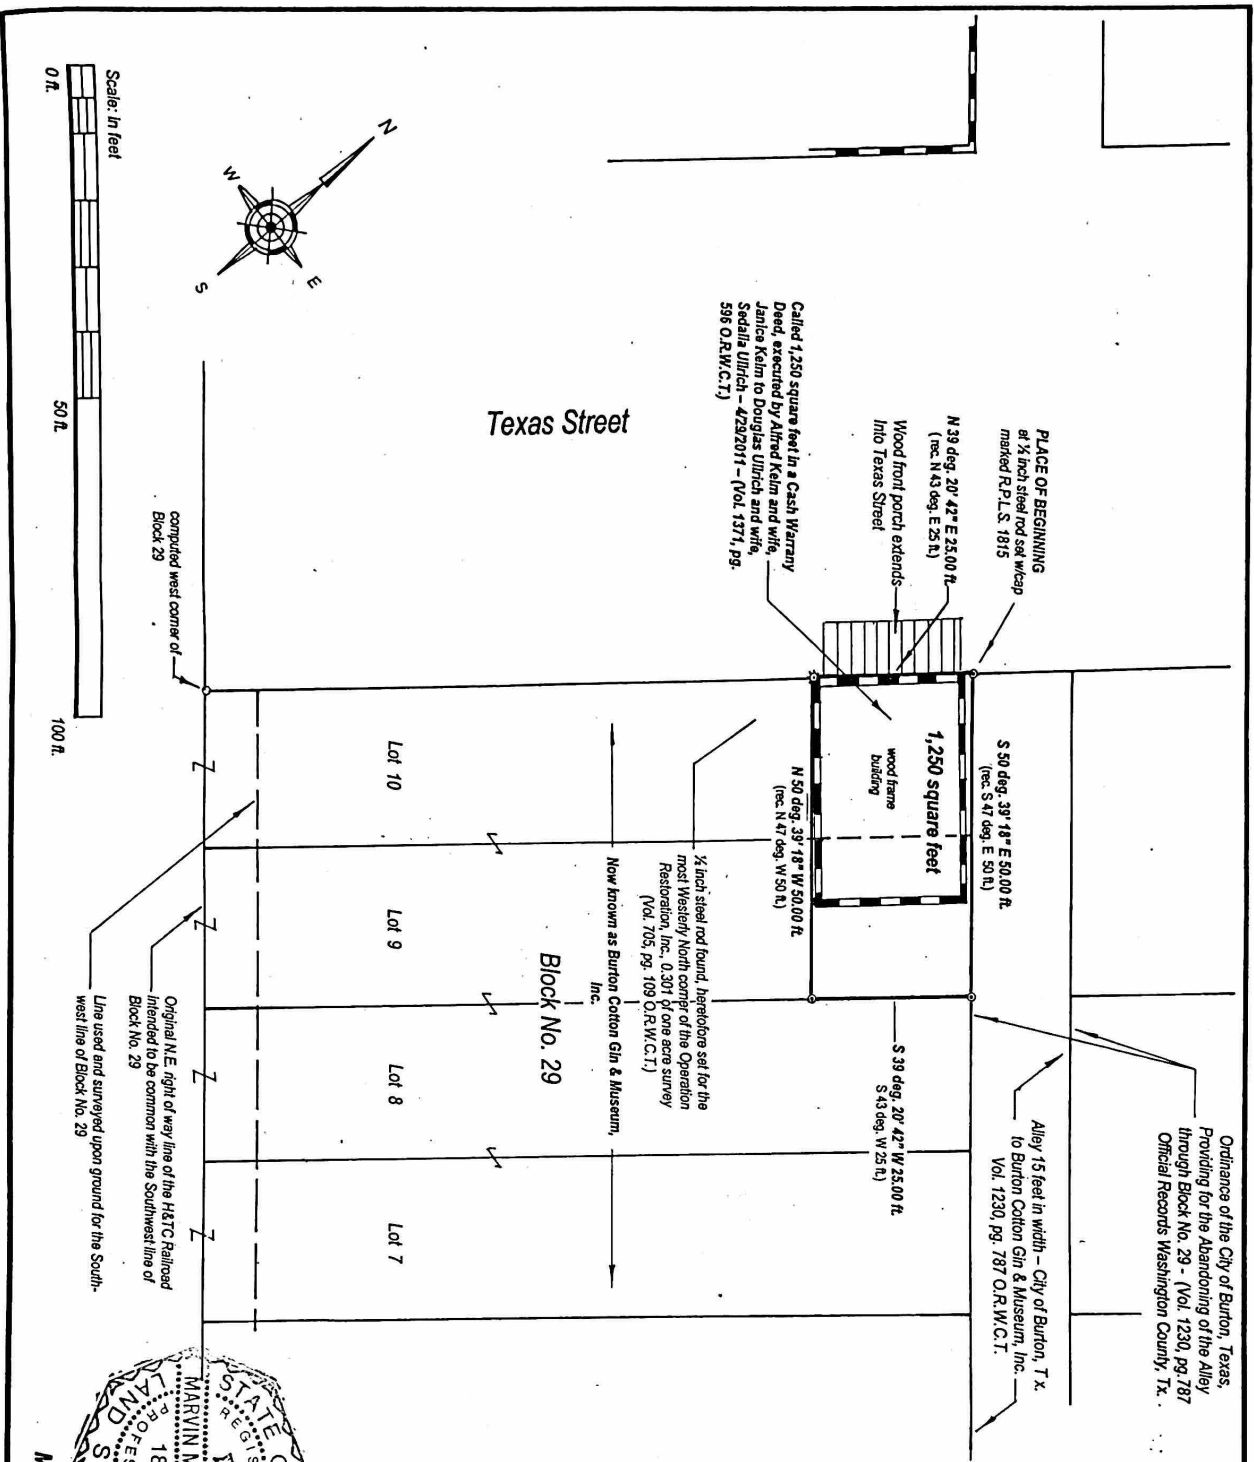 Ordinance of the City of Burton, Texas,
Providing for the Abandoning of the Alley
through Block No. 29 - (Vol. 1230, pg.787
Official Records Washington County, Tx.
Alley 15 feet in width – City of Burton, Tx.
to Burton Cotton Gin & Museum, Inc.
Vol. 1230, pg. 787 O.R.W.C.T.
PLACE OF BEGINNING
at ½ inch steel rod set w/cap
marked R.P.L.S. 1815
S 50 deg. 39' 18" E 50.00 ft.
(rec. S 47 deg. E 50 ft.)
N 39 deg. 20' 42" E 25.00 ft.
(rec. N 43 deg. E 25 ft.)
Wood front porch extends
into Texas Street
1,250 square feet
wood frame
building
S 39 deg. 20' 42" W 25.00 ft.
S 43 deg. W 25 ft.)
Called 1,250 square feet in a Cash Warrany
Deed, executed by Alfred Kelm and wife,
Janice Kelm to Douglas Ullrich and wife,
Sedalia Ullrich – 4/29/2011 – (Vol. 1371, pg.
596 O.R.W.C.T.)
N 50 deg. 39' 18" W 50.00 ft.
(rec. N 47 deg. W 50 ft.)
½ inch steel rod found, heretofore set for the
most Westerly North corner of the Operation
Restoration, Inc., 0.301 of one acre survey
(Vol. 705, pg. 109 O.R.W.C.T.)
Now known as Burton Cotton Gin & Museum,
Inc.
Texas Street
Block No. 29
Lot 10
Lot 9
Lot 8
Lot 7
N
W
E
S
computed west corner of
Block 29
Original N.E. right of way line of the H&TC Railroad
intended to be common with the Southwest line of
Block No. 29
Line used and surveyed upon ground for the South-
west line of Block No. 29
Scale: In feet
0 ft.
50 ft.
100 ft.
STATE O
REGIS
MARVIN M
18
PROFES
LAND S